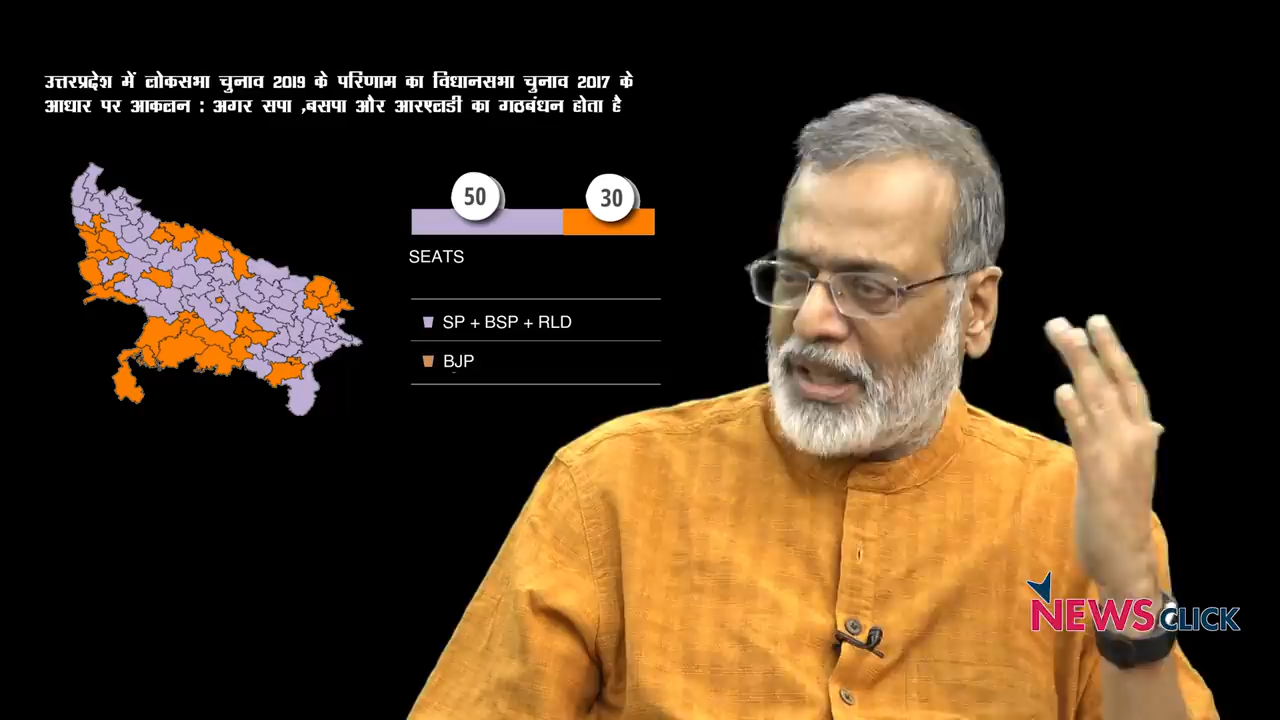 उत्तरप्रदेश में लोकसभा चुनाव 2019 के परिणाम का विधानसभा चुनाव 2017 के
आधार पर आकलन : अगर सपा ,बसपा और आरएलडी का गठबंधन होता है
50
30
SEATS
SP + BSP + RLD
BJP
NEWSCLICK